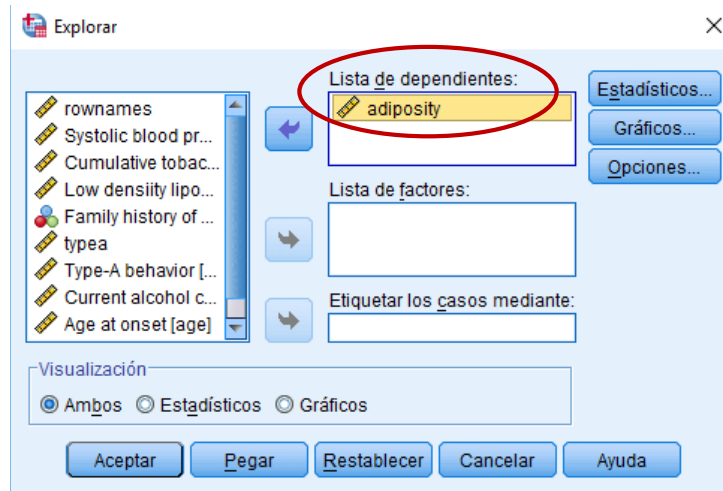 Explorar
rownames
Systolic blood pr...
Cumulative tobac...
Low densiity lipo...
Family history of ...
typea
Type-A behavior [...
Current alcohol c...
Age at onset [age]
Lista de dependientes:
adiposity
Lista de factores:
Etiquetar los casos mediante:
Estadísticos...
Gráficos...
Opciones...
Visualización
Ambos Estadísticos Gráficos
Aceptar Pegar Restablecer Cancelar Ayuda